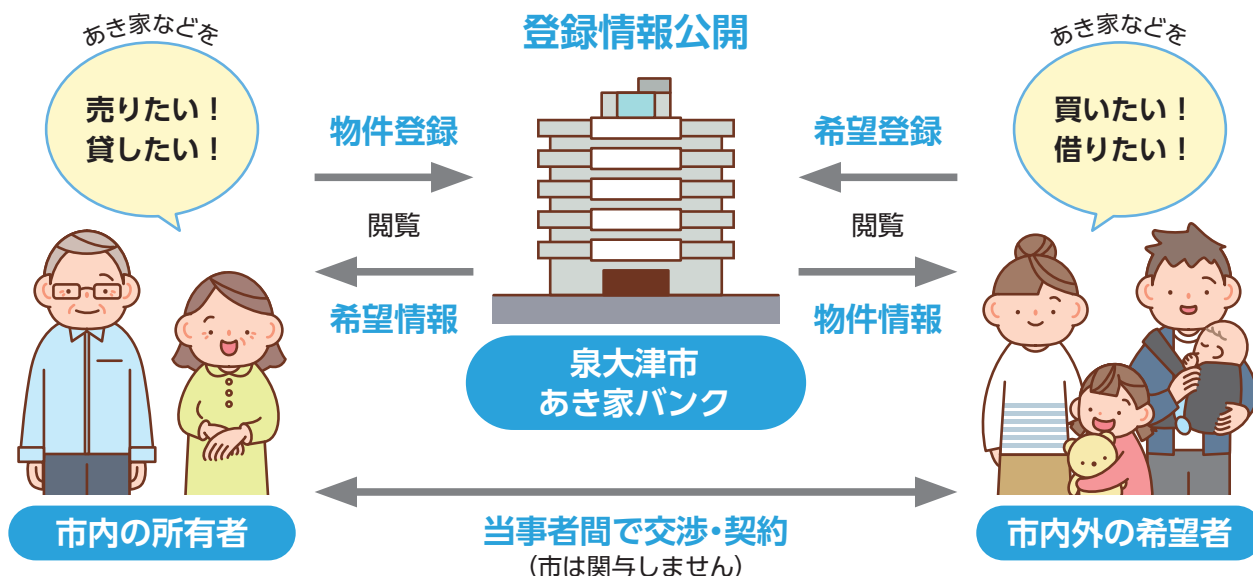 登録情報公開
あき家などを
売りたい！
貸したい！
物件登録
閲覧
希望情報
泉大津市
あき家バンク
希望登録
閲覧
物件情報
あき家などを
買いたい！
借りたい！
市内の所有者
当事者間で交渉・契約
（市は関与しません）
市内外の希望者